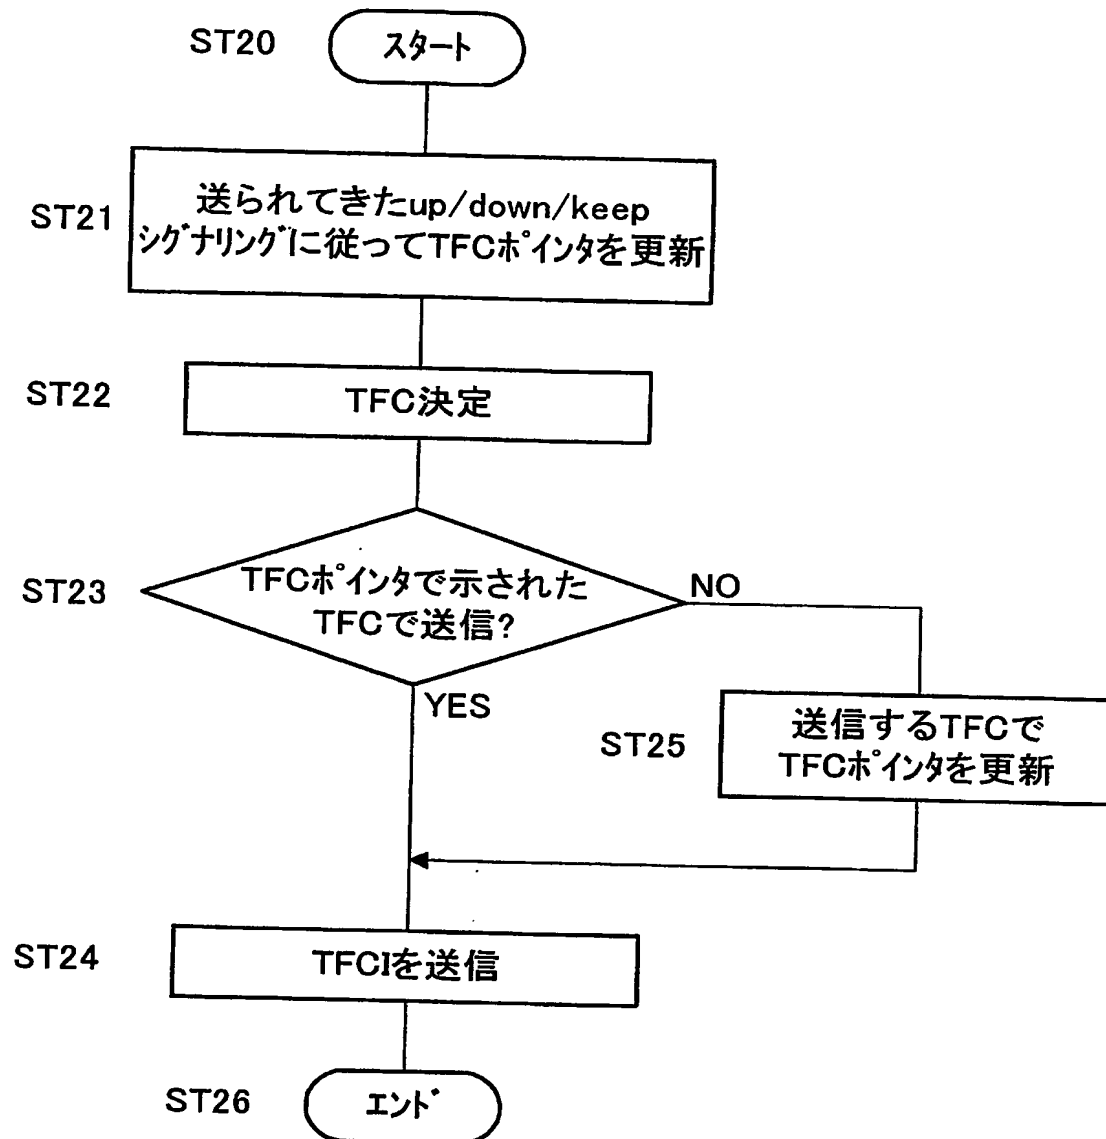 ST20
スタート
ST21
送られてきたup/down/keep
シグナリングに従ってTFCポインタを更新
ST22
TFC決定
ST23
TFCポインタで示された
TFCで送信?
NO
YES
ST25
送信するTFCで
TFCポインタを更新
ST24
TFCIを送信
ST26
エンド